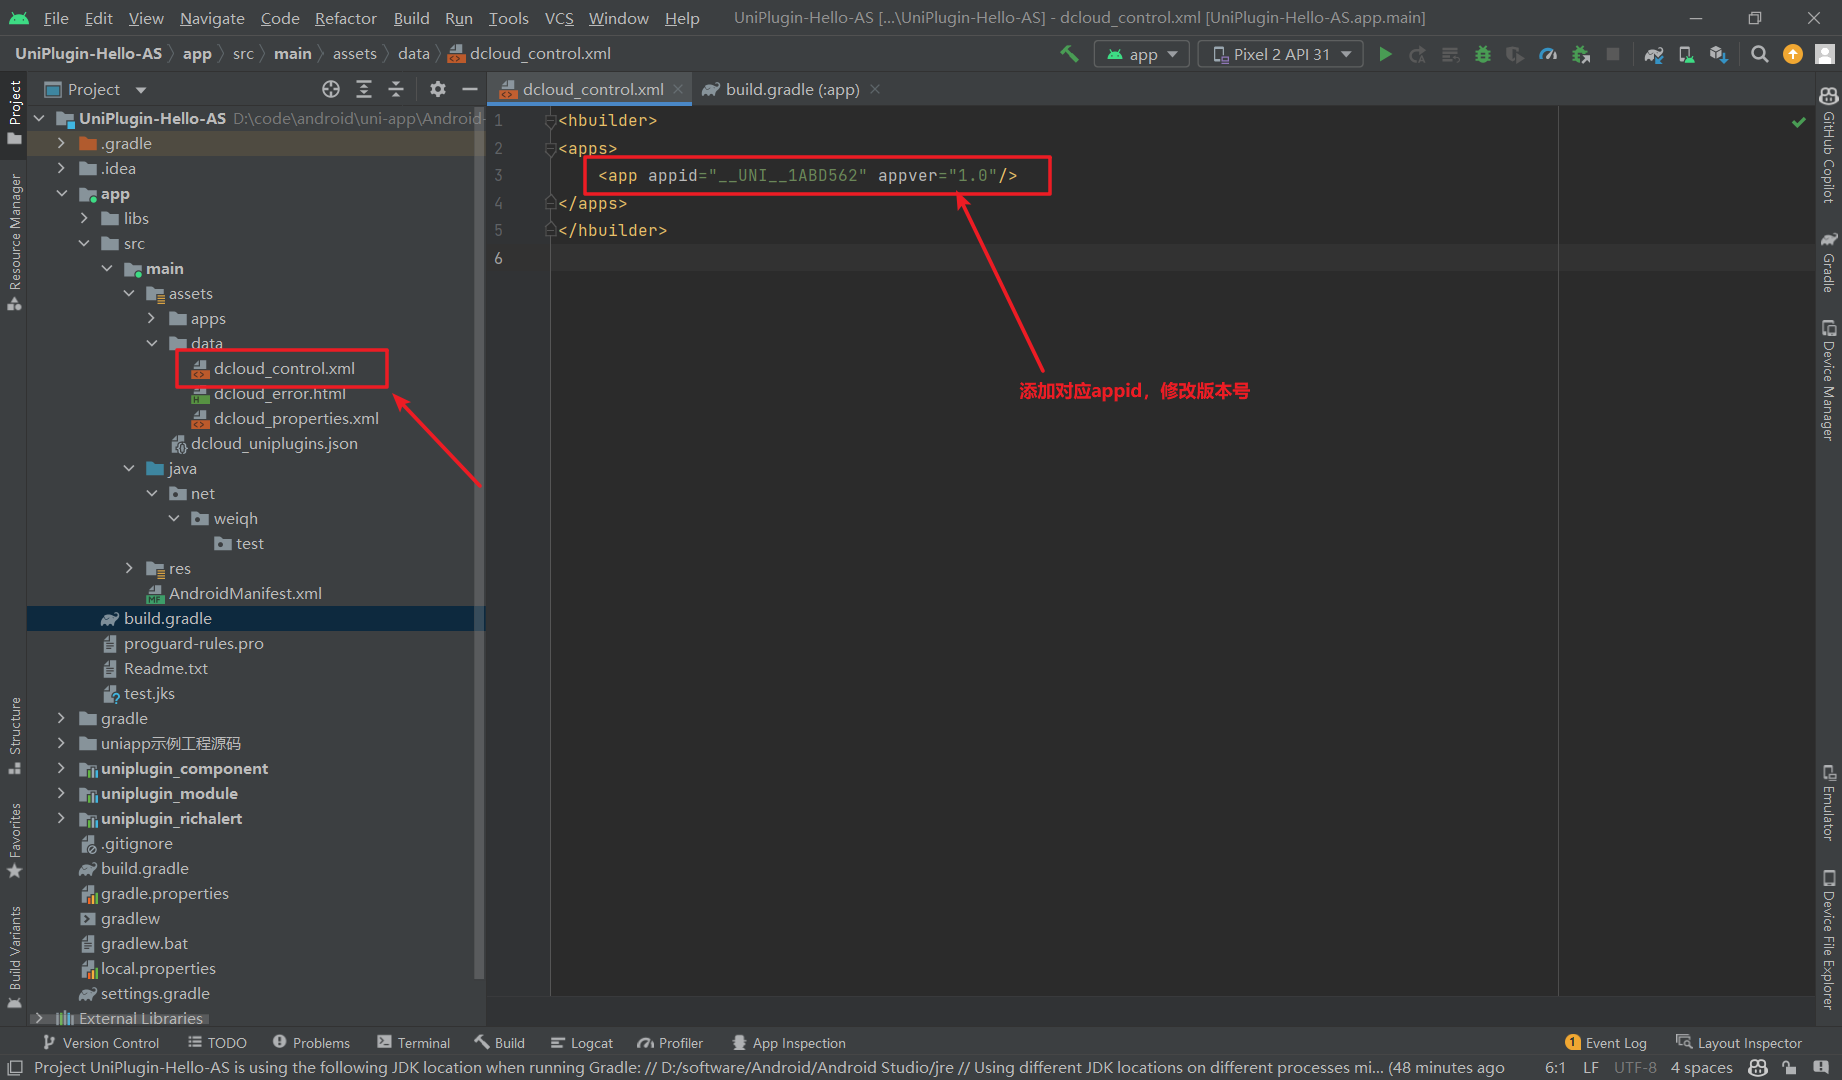 File Edit View Navigate Code Refactor Build Run Tools VCS Window Help UniPlugin-Hello-AS [...\UniPlugin-Hello-AS] - dcloud_control.xml [UniPlugin-Hello-AS.app.main]
UniPlugin-Hello-AS app src main assets data dcloud_control.xml app Pixel 2 API 31
Project dcloud_control.xml build.gradle (:app)
UniPlugin-Hello-AS D:\code\android\uni-app\Android-
.gradle
.idea
app
libs
src
main
assets
apps
data
dcloud_control.xml
dcloud_error.html
dcloud_properties.xml
dcloud_uniplugins.json
java
net
weiqh
test
res
AndroidManifest.xml
build.gradle
proguard-rules.pro
Readme.txt
test.jks
gradle
uniapp示例工程源码
uniplugin_component
uniplugin_module
uniplugin_richalert
.gitignore
build.gradle
gradle.properties
gradlew
gradlew.bat
local.properties
settings.gradle
External Libraries
1 <hbuilder>
2 <apps>
3 <app appid="__UNI__1ABD562" appver="1.0"/>
4 </apps>
5 </hbuilder>
6
添加对应appid，修改版本号
Project
Resource Manager
Structure
Favorites
Build Variants
GitHub Copilot
Gradle
Device Manager
Emulator
Device File Explorer
Version Control TODO Problems Terminal Build Logcat Profiler App Inspection 1 Event Log Layout Inspector
Project UniPlugin-Hello-AS is using the following JDK location when running Gradle: // D:/software/Android/Android Studio/jre // Using different JDK locations on different processes mi... (48 minutes ago 6:1 LF UTF-8 4 spaces